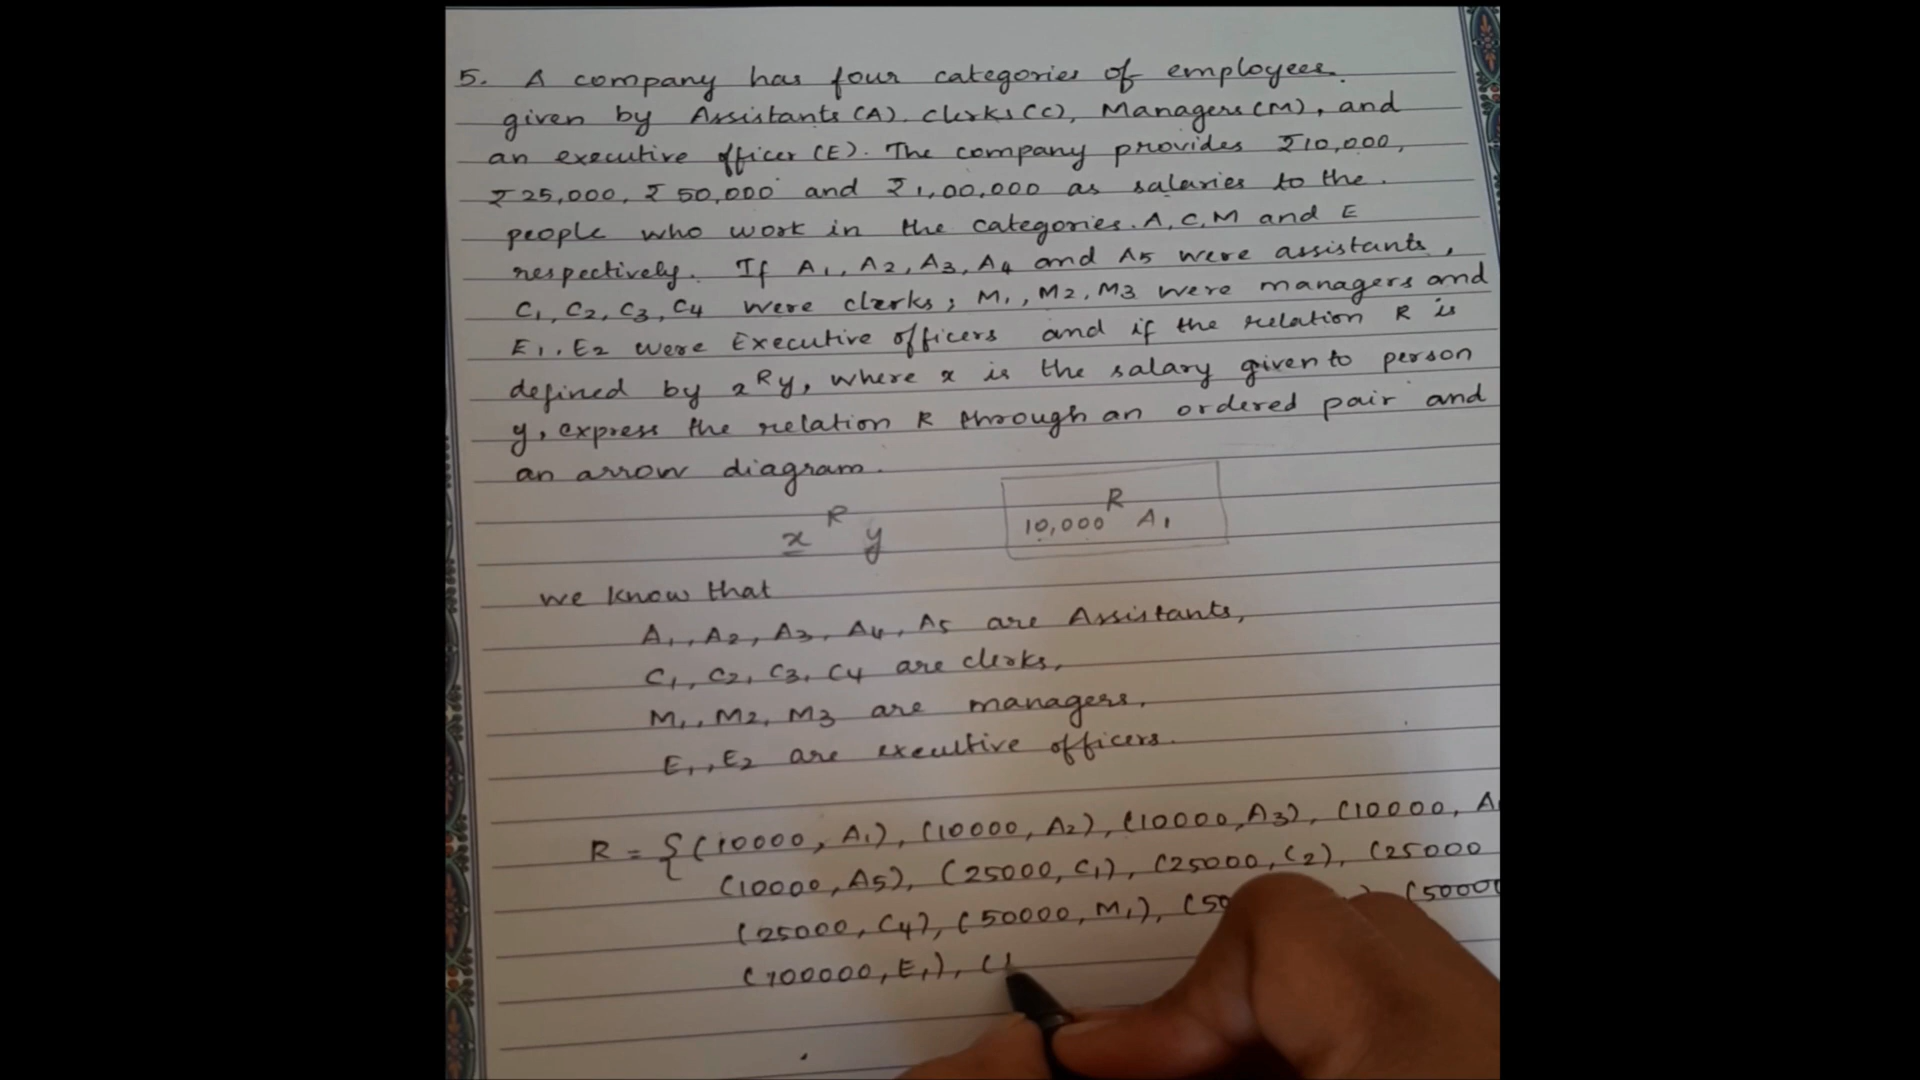 5. A company has four categories of employees.
given by Assistants (A). Clerks (C), Managers (M), and
an executive officer (E). The company provides ₹10,000,
₹25,000, ₹50,000 and ₹1,00,000 as salaries to the.
people who work in the categories. A, C, M and E
respectively. If A1, A2, A3, A4 and A5 were assistants,
C1, C2, C3, C4 were clerks; M1, M2, M3 were managers and
E1, E2 were Executive officers and if the relation R is
defined by xRy, where x is the salary given to person
y, express the relation R through an ordered pair and
an arrow diagram.
x R y
10,000 R A1
we know that
A1, A2, A3, A4, A5 are Assistants,
C1, C2, C3, C4 are clerks,
M1, M2, M3 are managers,
E1, E2 are executive officers.
R = {(10000, A1), (10000, A2), (10000, A3), (10000, A
(10000, A5), (25000, C1), (25000, C2), (25000
(25000, C4), (50000, M1), (50 (50000
(100000, E1), (1